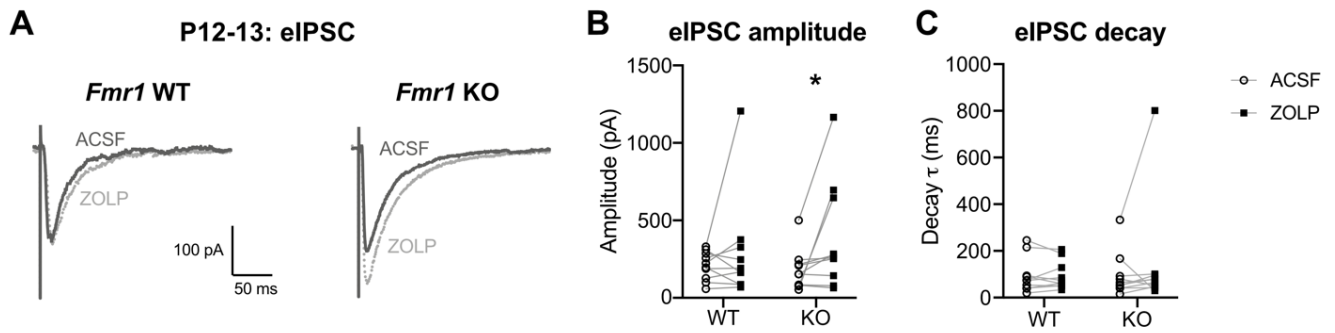 A
P12-13: eIPSC
Fmr1 WT
Fmr1 KO
ACSF
ZOLP
ACSF
ZOLP
100 pA
50 ms
B
eIPSC amplitude
Amplitude (pA)
1500
1000
500
0
*
WT
KO
C
eIPSC decay
Decay τ (ms)
1000
800
600
400
200
0
WT
KO
ACSF
ZOLP